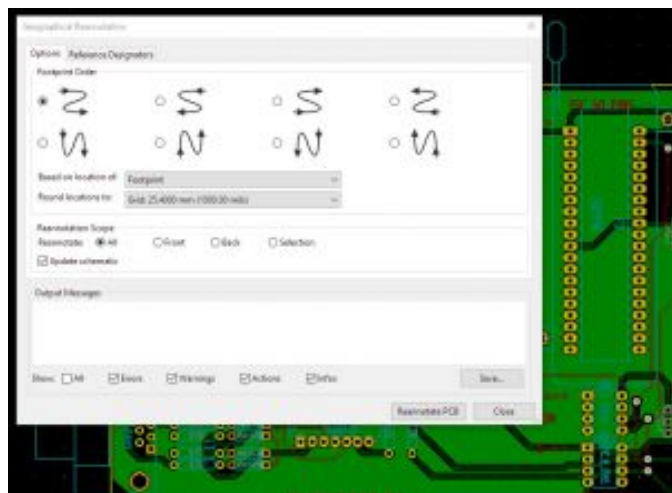 Geographical Reannotation
Options Reference Designators
Footprint Order
Based on location of: Footprint
Round locations to: Grid: 25.4000 mm (1000.00 mils)
Reannotation Scope
Reannotate: All Front Back Selection
Update schematic
Output Messages
Show: All Errors Warnings Actions Infos Save...
Reannotate PCB Close